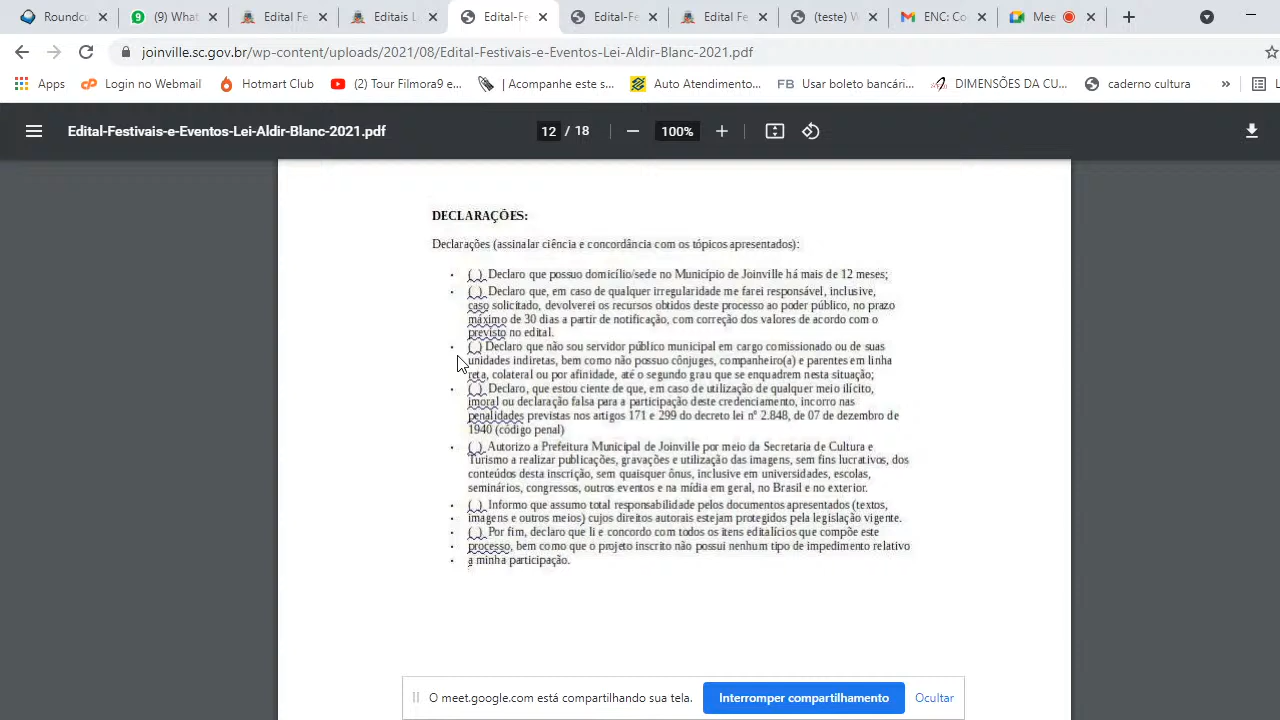 Roundcu
(9) What
Edital Fe
Editais L
Edital-Fe
Edital-Fe
Edital Fe
(teste) W
ENC: Co
Mee
joinville.sc.gov.br/wp-content/uploads/2021/08/Edital-Festivais-e-Eventos-Lei-Aldir-Blanc-2021.pdf
Apps
Login no Webmail
Hotmart Club
(2) Tour Filmora9 e...
| Acompanhe este s...
Auto Atendimento...
FB Usar boleto bancári...
DIMENSÕES DA CU...
caderno cultura
»
Edital-Festivais-e-Eventos-Lei-Aldir-Blanc-2021.pdf
12 / 18
100%
DECLARAÇÕES:
Declarações (assinalar ciência e concordância com os tópicos apresentados):
• ( ) Declaro que possuo domicílio/sede no Município de Joinville há mais de 12 meses;
• ( ) Declaro que, em caso de qualquer irregularidade me farei responsável, inclusive,
caso solicitado, devolverei os recursos obtidos deste processo ao poder público, no prazo
máximo de 30 dias a partir de notificação, com correção dos valores de acordo com o
previsto no edital.
• ( ) Declaro que não sou servidor público municipal em cargo comissionado ou de suas
unidades indiretas, bem como não possuo cônjuges, companheiro(a) e parentes em linha
reta, colateral ou por afinidade, até o segundo grau que se enquadrem nesta situação;
• ( ) Declaro, que estou ciente de que, em caso de utilização de qualquer meio ilícito,
imoral ou declaração falsa para a participação deste credenciamento, incorro nas
penalidades previstas nos artigos 171 e 299 do decreto lei nº 2.848, de 07 de dezembro de
1940 (código penal)
• ( ) Autorizo a Prefeitura Municipal de Joinville por meio da Secretaria de Cultura e
Turismo a realizar publicações, gravações e utilização das imagens, sem fins lucrativos, dos
conteúdos desta inscrição, sem quaisquer ônus, inclusive em universidades, escolas,
seminários, congressos, outros eventos e na mídia em geral, no Brasil e no exterior.
• ( ) Informo que assumo total responsabilidade pelos documentos apresentados (textos,
• imagens e outros meios) cujos direitos autorais estejam protegidos pela legislação vigente.
• ( ) Por fim, declaro que li e concordo com todos os itens editalícios que compõe este
• processo, bem como que o projeto inscrito não possui nenhum tipo de impedimento relativo
• a minha participação.
O meet.google.com está compartilhando sua tela.
Interromper compartilhamento
Ocultar